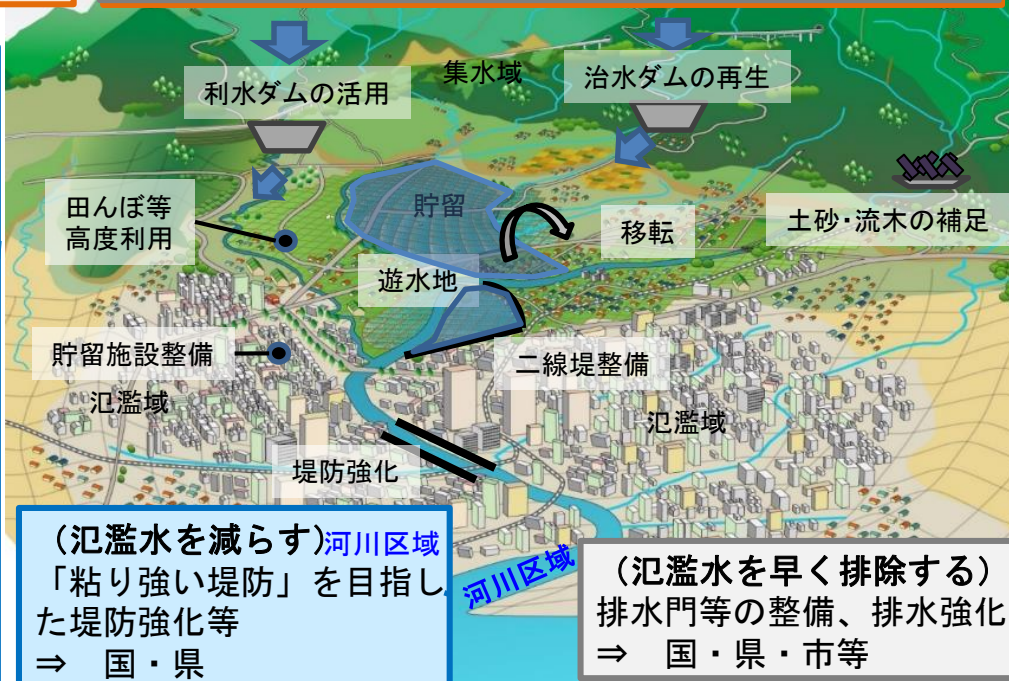 集水域
利水ダムの活用
治水ダムの再生
田んぼ等
高度利用
貯留
移転
土砂・流木の補足
遊水地
貯留施設整備
二線堤整備
氾濫域
氾濫域
堤防強化
（氾濫水を減らす）河川区域
「粘り強い堤防」を目指し
た堤防強化等
⇒ 国・県
河川区域
（氾濫水を早く排除する）
排水門等の整備、排水強化
⇒ 国・県・市等